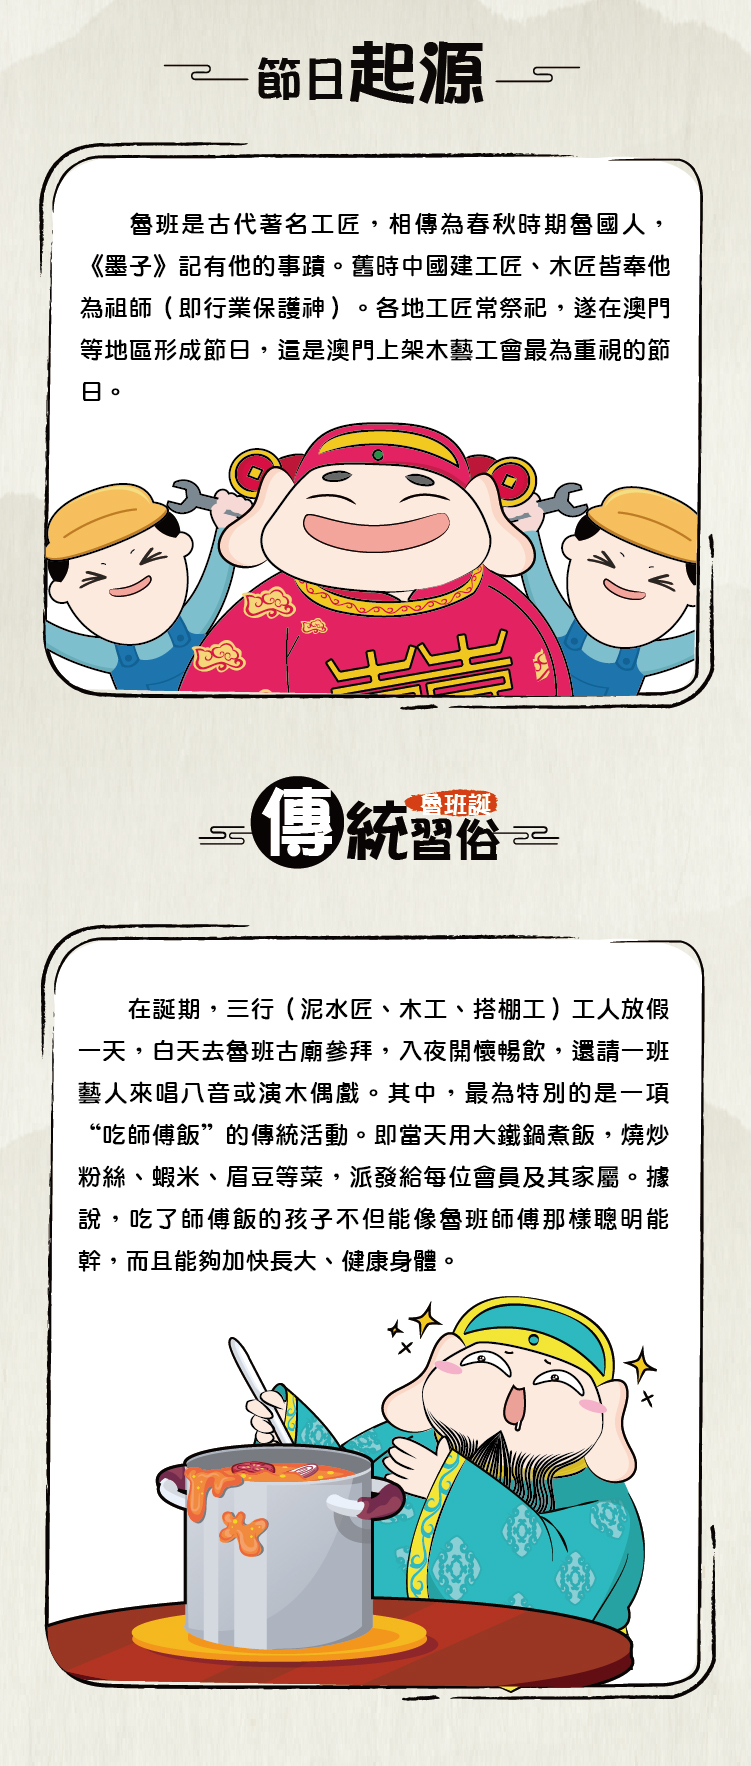 節日起源
魯班是古代著名工匠，相傳為春秋時期魯國人，
《墨子》記有他的事蹟。舊時中國建工匠、木匠皆奉他
為祖師（即行業保護神）。各地工匠常祭祀，遂在澳門
等地區形成節日，這是澳門上架木藝工會最為重視的節
日。
魯班誕
傳統習俗
在誕期，三行（泥水匠、木工、搭棚工）工人放假
一天，白天去魯班古廟參拜，入夜開懷暢飲，還請一班
藝人來唱八音或演木偶戲。其中，最為特別的是一項
“吃師傅飯”的傳統活動。即當天用大鐵鍋煮飯，燒炒
粉絲、蝦米、眉豆等菜，派發給每位會員及其家屬。據
說，吃了師傅飯的孩子不但能像魯班師傅那樣聰明能
幹，而且能夠加快長大、健康身體。